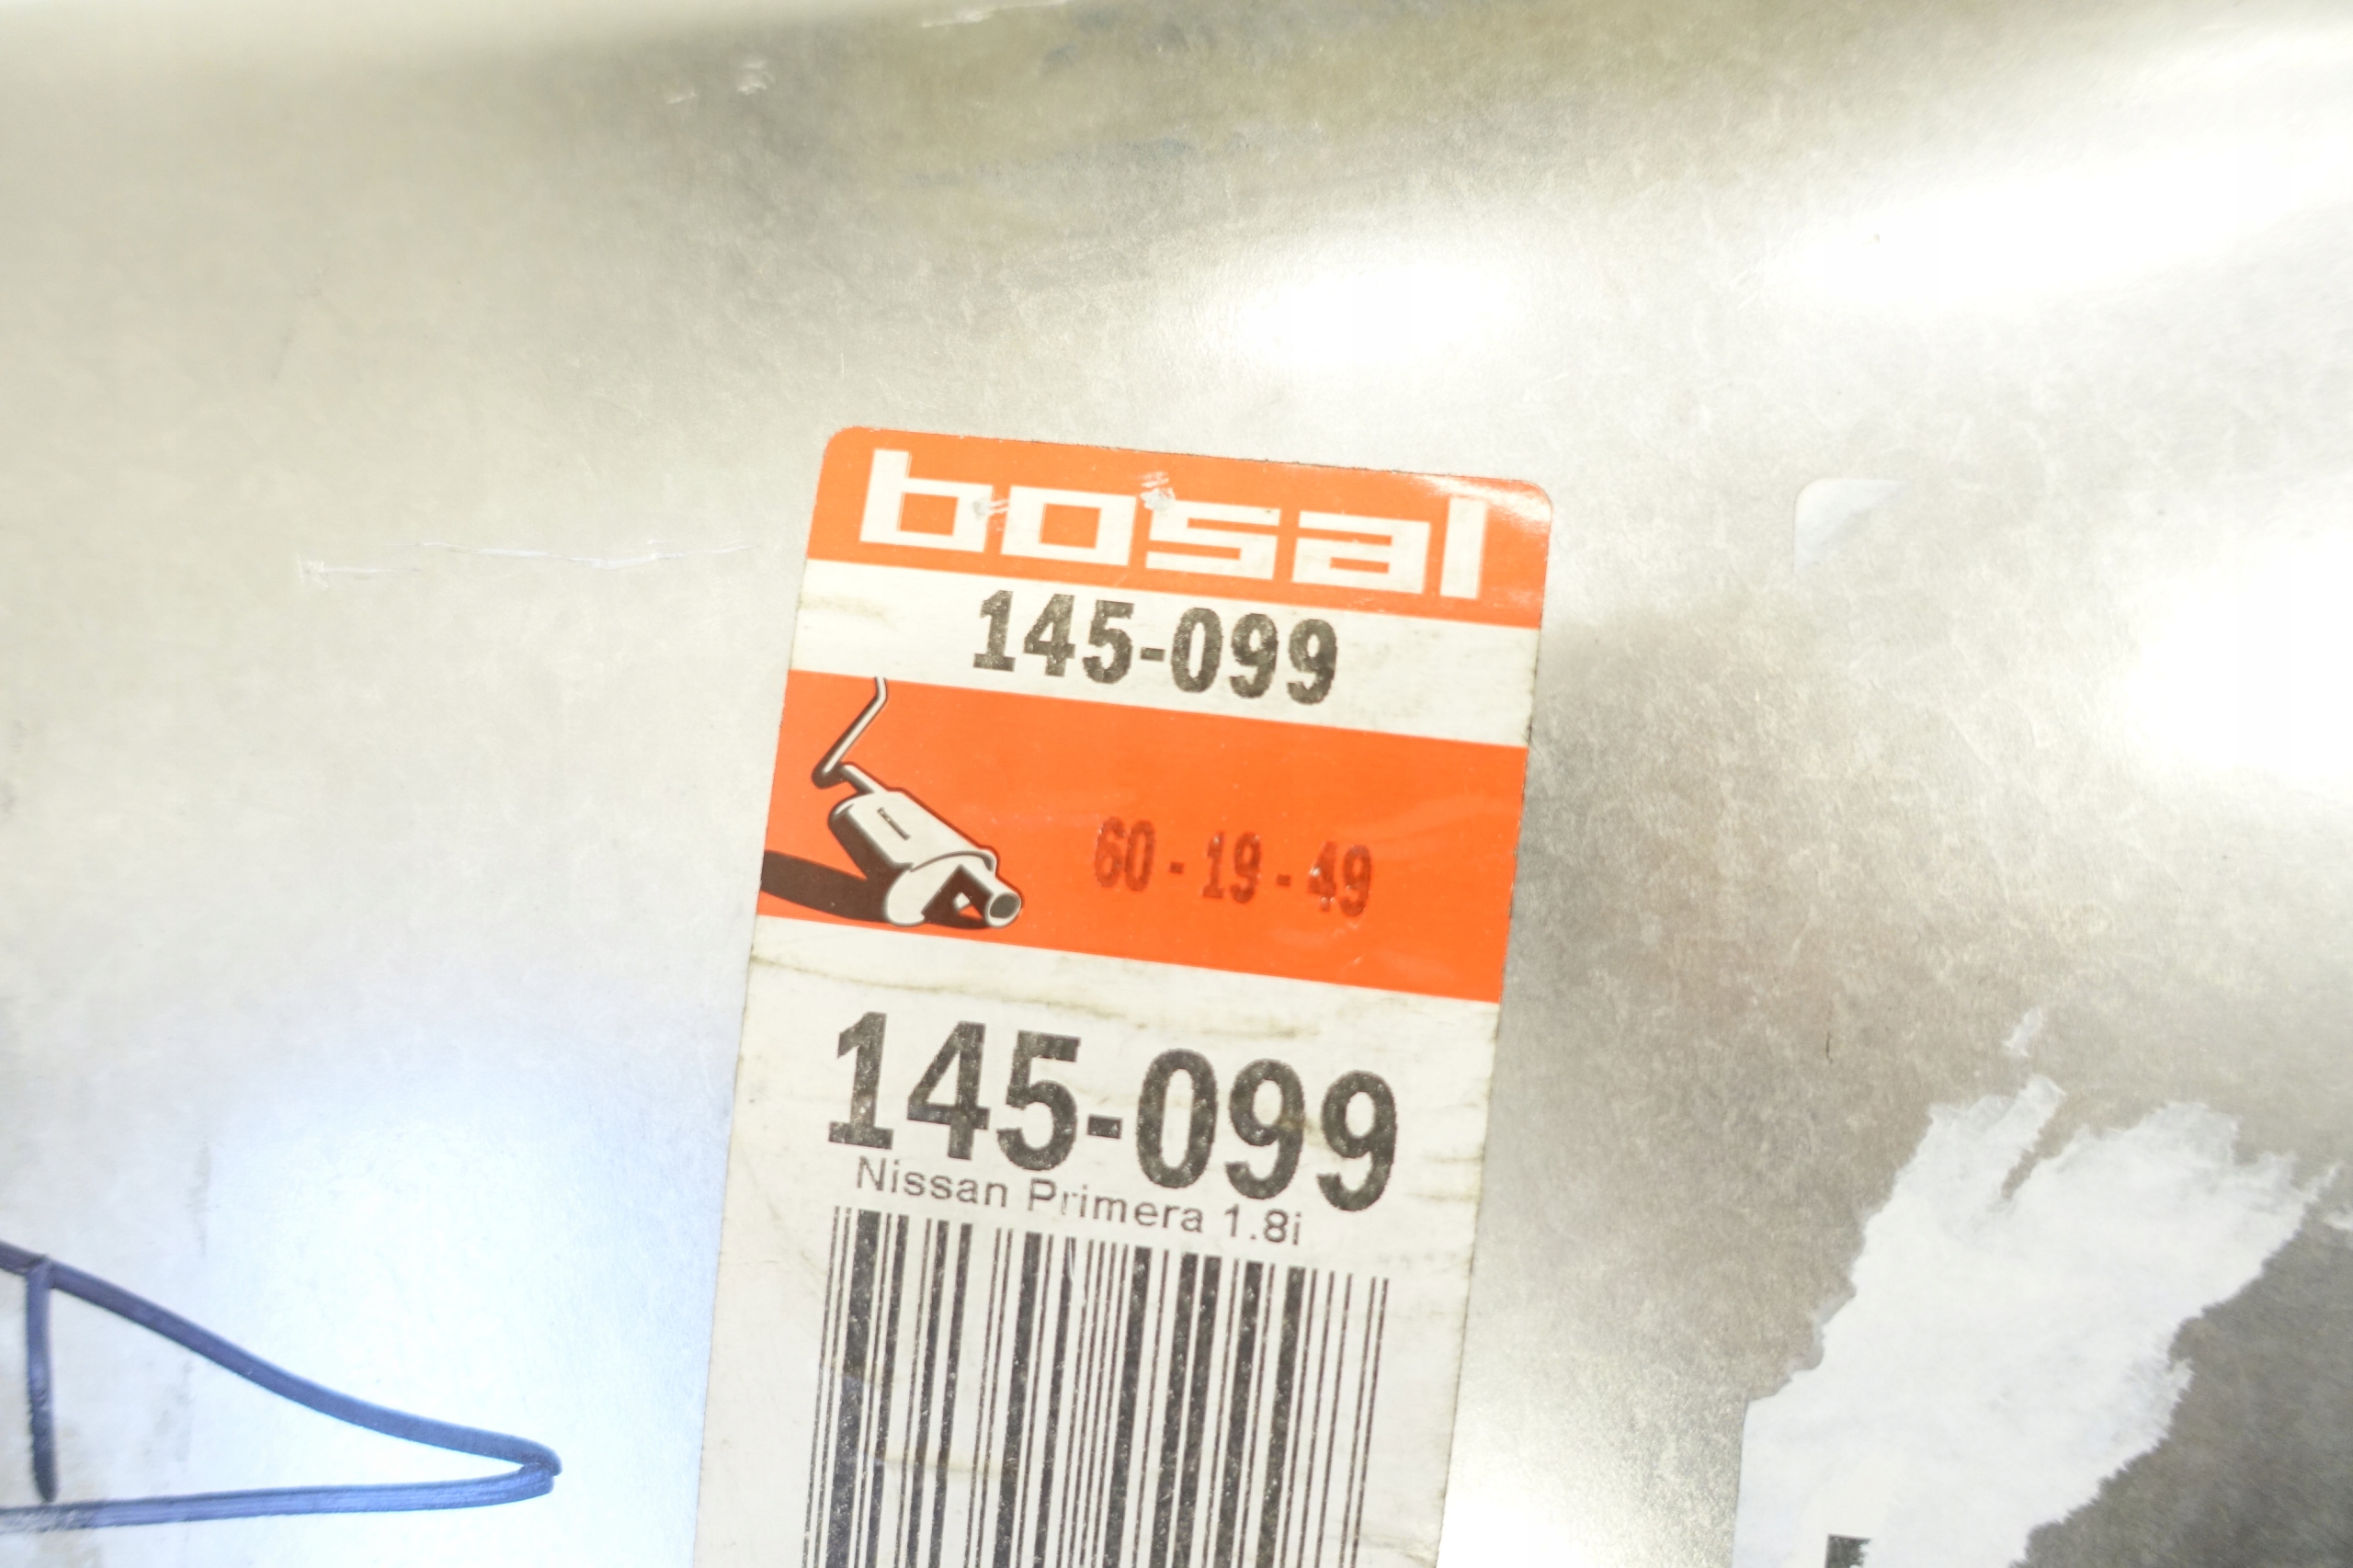 bosal
145-099
60 - 19 - 49
145-099
Nissan Primera 1.8i